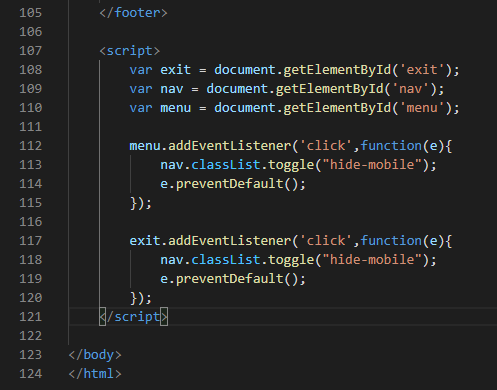 105 </footer>
106
107 <script>
108 var exit = document.getElementById('exit');
109 var nav = document.getElementById('nav');
110 var menu = document.getElementById('menu');
111
112 menu.addEventListener('click',function(e){
113 nav.classList.toggle("hide-mobile");
114 e.preventDefault();
115 });
116
117 exit.addEventListener('click',function(e){
118 nav.classList.toggle("hide-mobile");
119 e.preventDefault();
120 });
121 </script>
122
123 </body>
124 </html>